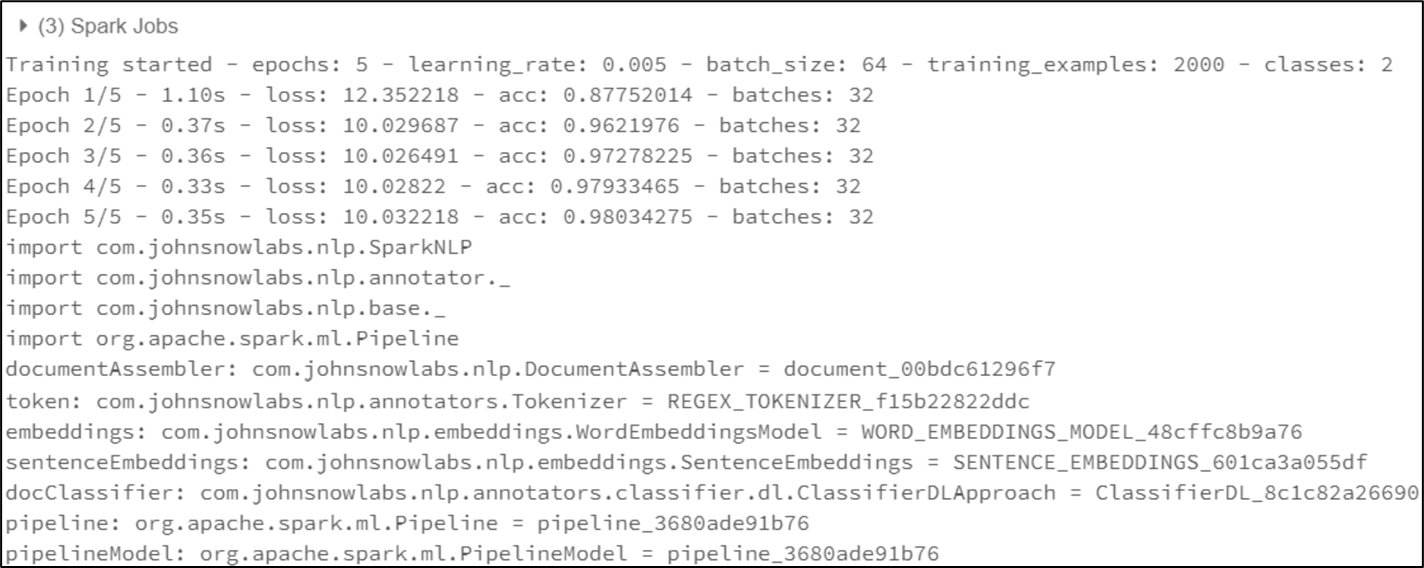 (3) Spark Jobs
Training started - epochs: 5 - learning_rate: 0.005 - batch_size: 64 - training_examples: 2000 - classes: 2
Epoch 1/5 - 1.10s - loss: 12.352218 - acc: 0.87752014 - batches: 32
Epoch 2/5 - 0.37s - loss: 10.029687 - acc: 0.9621976 - batches: 32
Epoch 3/5 - 0.36s - loss: 10.026491 - acc: 0.97278225 - batches: 32
Epoch 4/5 - 0.33s - loss: 10.02822 - acc: 0.97933465 - batches: 32
Epoch 5/5 - 0.35s - loss: 10.032218 - acc: 0.98034275 - batches: 32
import com.johnsnowlabs.nlp.SparkNLP
import com.johnsnowlabs.nlp.annotator._
import com.johnsnowlabs.nlp.base._
import org.apache.spark.ml.Pipeline
documentAssembler: com.johnsnowlabs.nlp.DocumentAssembler = document_00bdc61296f7
token: com.johnsnowlabs.nlp.annotators.Tokenizer = REGEX_TOKENIZER_f15b22822ddc
embeddings: com.johnsnowlabs.nlp.embeddings.WordEmbeddingsModel = WORD_EMBEDDINGS_MODEL_48cffc8b9a76
sentenceEmbeddings: com.johnsnowlabs.nlp.embeddings.SentenceEmbeddings = SENTENCE_EMBEDDINGS_601ca3a055df
docClassifier: com.johnsnowlabs.nlp.annotators.classifier.dl.ClassifierDLApproach = ClassifierDL_8c1c82a26690
pipeline: org.apache.spark.ml.Pipeline = pipeline_3680ade91b76
pipelineModel: org.apache.spark.ml.PipelineModel = pipeline_3680ade91b76